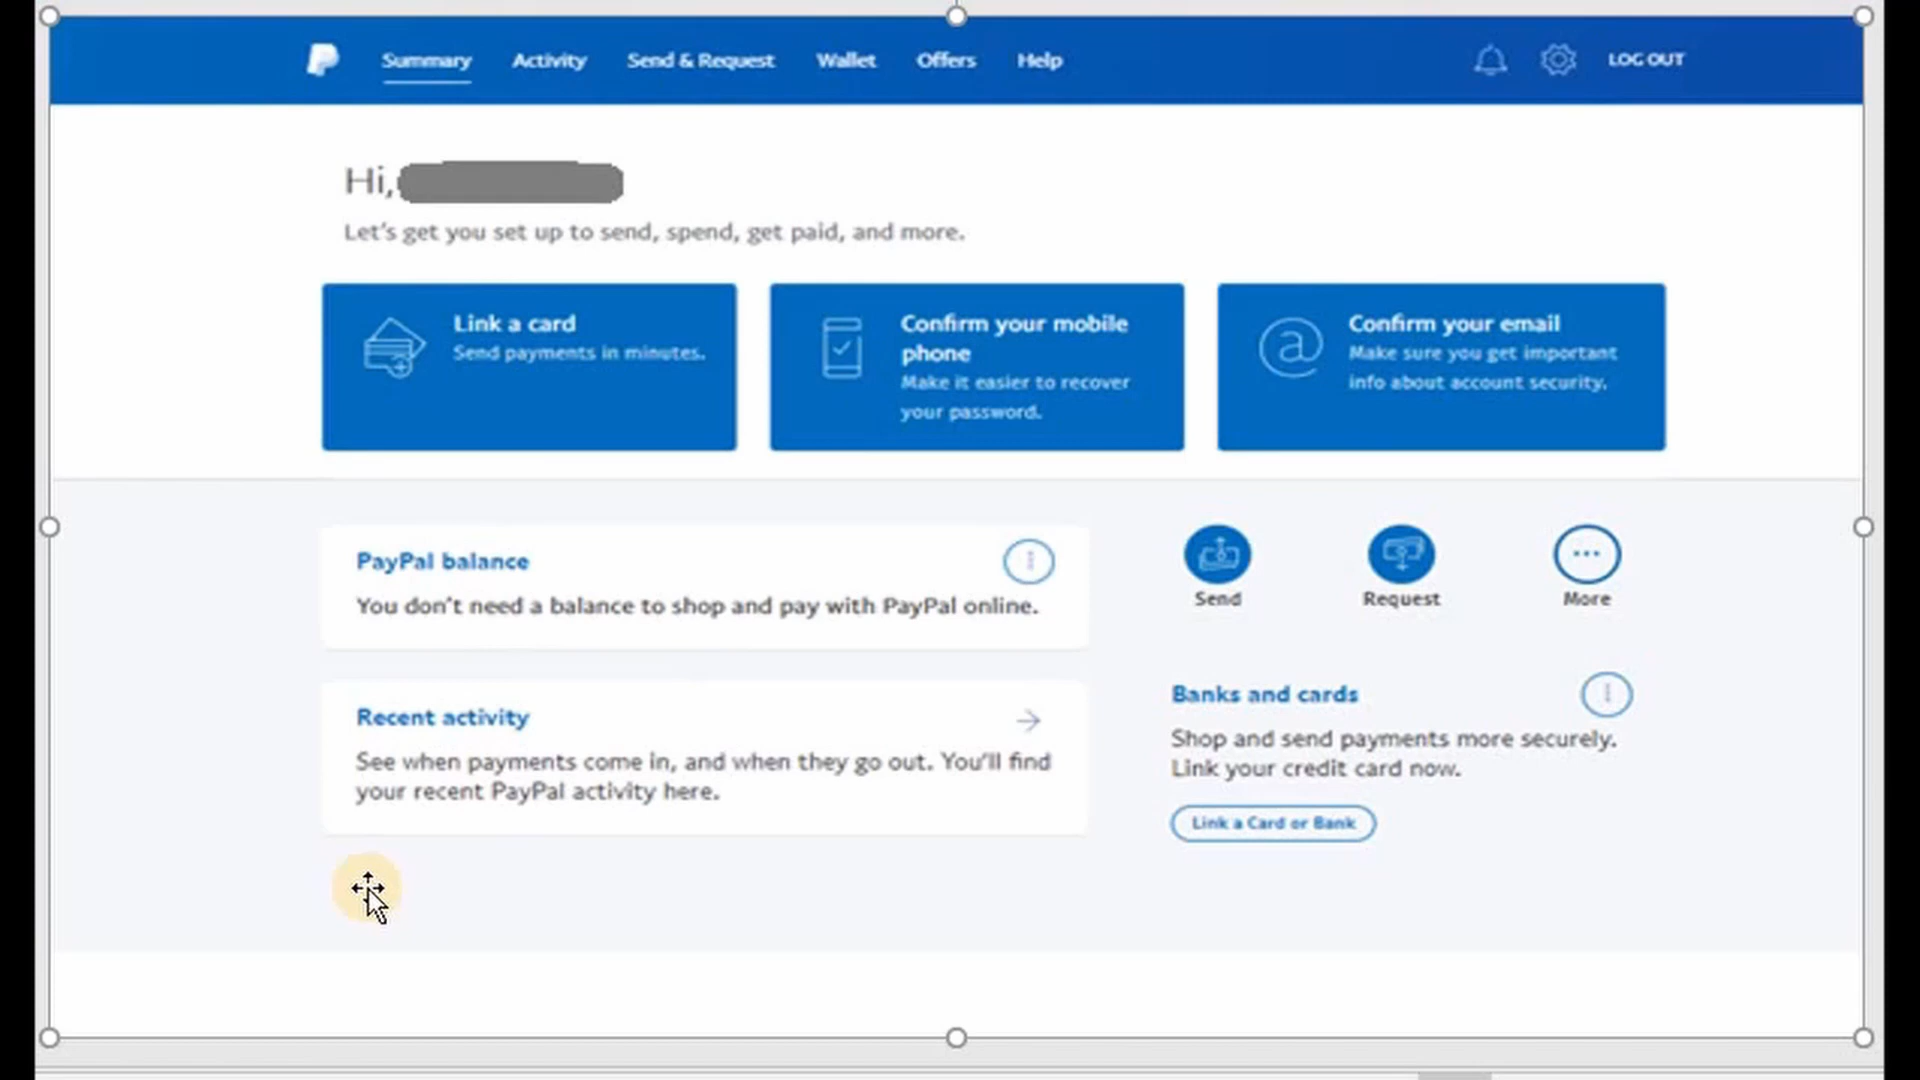 Summary Activity Send & Request Wallet Offers Help LOG OUT
Hi,
Let's get you set up to send, spend, get paid, and more.
Link a card
Send payments in minutes.
Confirm your mobile
phone
Make it easier to recover
your password.
Confirm your email
Make sure you get important
info about account security.
PayPal balance
You don't need a balance to shop and pay with PayPal online.
Send
Request
More
Recent activity
See when payments come in, and when they go out. You'll find
your recent PayPal activity here.
Banks and cards
Shop and send payments more securely.
Link your credit card now.
Link a Card or Bank